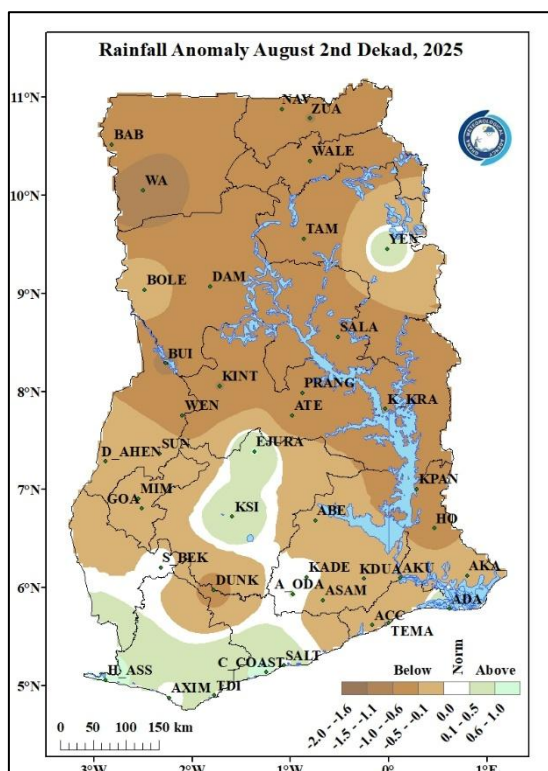 Rainfall Anomaly August 2nd Dekad, 2025
11°N
NAV
ZUA
BAB
WALE
10°N
WA
TAM
YEN
9°N
BOLE
DAM
SALA
BUI
8°N
KINT
PRANG
WEN
ATE
K_KRA
SUN
EJURA
D_AHEN
7°N
MIM
GOA
KSI
ABE
KPAN
HO
S_BEK
KADE
KDUA
AKU
AKA
6°N
DUNK
A_ODA
ASAM
ADA
ACC
TEMA
C_COAST
SALT
H_ASS
5°N
AXIM
TDI
Below
Norm
Above
-2.0 - -1.6
-1.5 - -1.1
-1.0 - -0.6
-0.5 - -0.1
0.0
0.1 - 0.5
0.6 - 1.0
0 50 100 150 km
3°W
2°W
1°W
0°
1°E